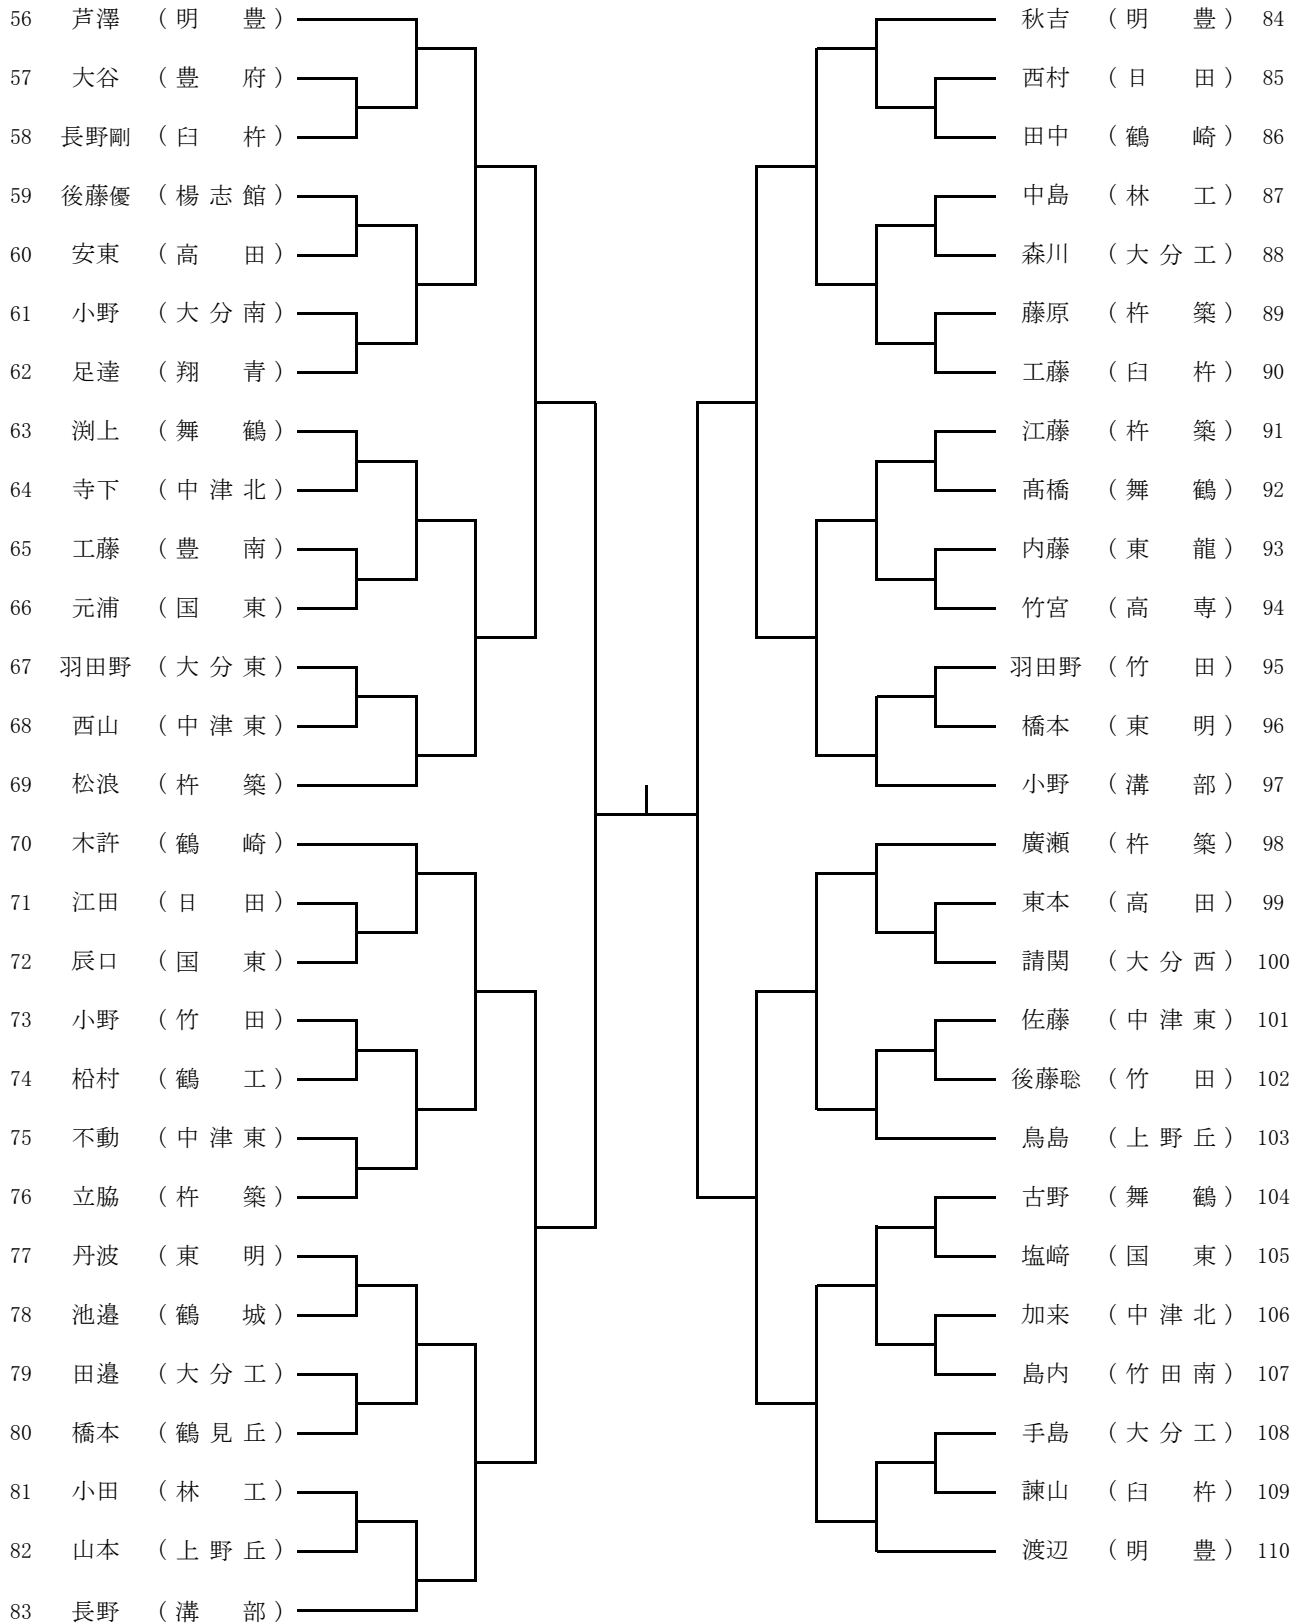 56 芦澤 （明 豊）
57 大谷 （豊 府）
58 長野剛 （臼 杵）
59 後藤優 （楊志館）
60 安東 （高 田）
61 小野 （大分南）
62 足達 （翔 青）
63 渕上 （舞 鶴）
64 寺下 （中津北）
65 工藤 （豊 南）
66 元浦 （国 東）
67 羽田野 （大分東）
68 西山 （中津東）
69 松浪 （杵 築）
70 木許 （鶴 崎）
71 江田 （日 田）
72 辰口 （国 東）
73 小野 （竹 田）
74 枌村 （鶴 工）
75 不動 （中津東）
76 立脇 （杵 築）
77 丹波 （東 明）
78 池邉 （鶴 城）
79 田邉 （大分工）
80 橋本 （鶴見丘）
81 小田 （林 工）
82 山本 （上野丘）
83 長野 （溝 部）
秋吉 （明 豊） 84
西村 （日 田） 85
田中 （鶴 崎） 86
中島 （林 工） 87
森川 （大分工） 88
藤原 （杵 築） 89
工藤 （臼 杵） 90
江藤 （杵 築） 91
髙橋 （舞 鶴） 92
内藤 （東 龍） 93
竹宮 （高 専） 94
羽田野 （竹 田） 95
橋本 （東 明） 96
小野 （溝 部） 97
廣瀬 （杵 築） 98
東本 （高 田） 99
請関 （大分西） 100
佐藤 （中津東） 101
後藤聡 （竹 田） 102
鳥島 （上野丘） 103
古野 （舞 鶴） 104
塩﨑 （国 東） 105
加来 （中津北） 106
島内 （竹田南） 107
手島 （大分工） 108
諫山 （臼 杵） 109
渡辺 （明 豊） 110